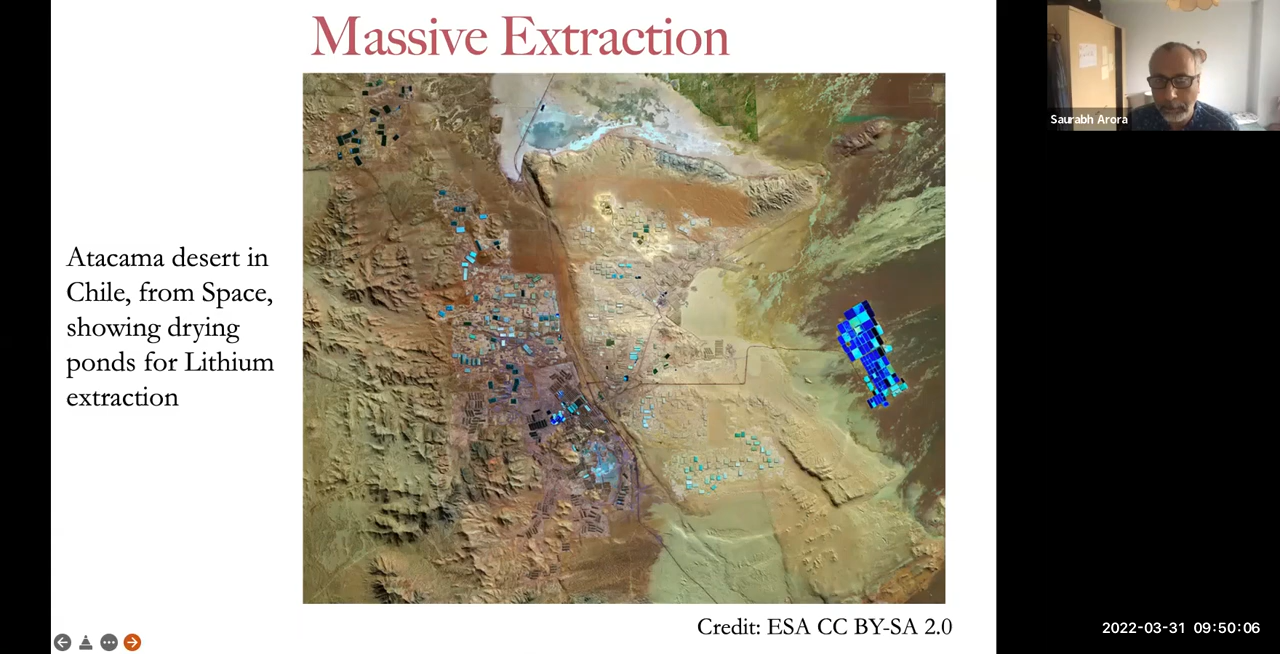 Massive Extraction
Saurabh Arora
Atacama desert in
Chile, from Space,
showing drying
ponds for Lithium
extraction
Credit: ESA CC BY-SA 2.0
2022-03-31 09:50:06